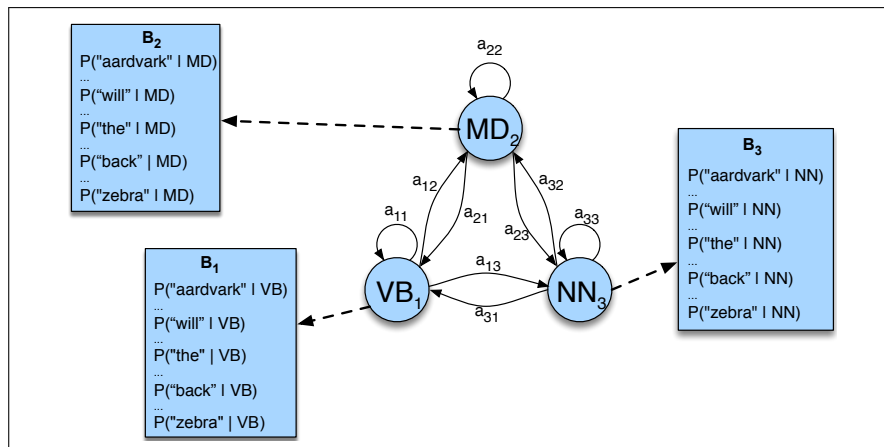 B2
P("aardvark" | MD)
...
P(“will” | MD)
...
P("the" | MD)
...
P(“back” | MD)
...
P("zebra" | MD)
a22
MD2
B3
P("aardvark" | NN)
...
P(“will” | NN)
...
P("the" | NN)
...
P(“back” | NN)
...
P("zebra" | NN)
a12
a21
a11
a32
a23
a33
a13
a31
VB1
NN3
B1
P("aardvark" | VB)
...
P(“will” | VB)
...
P("the" | VB)
...
P(“back” | VB)
...
P("zebra" | VB)